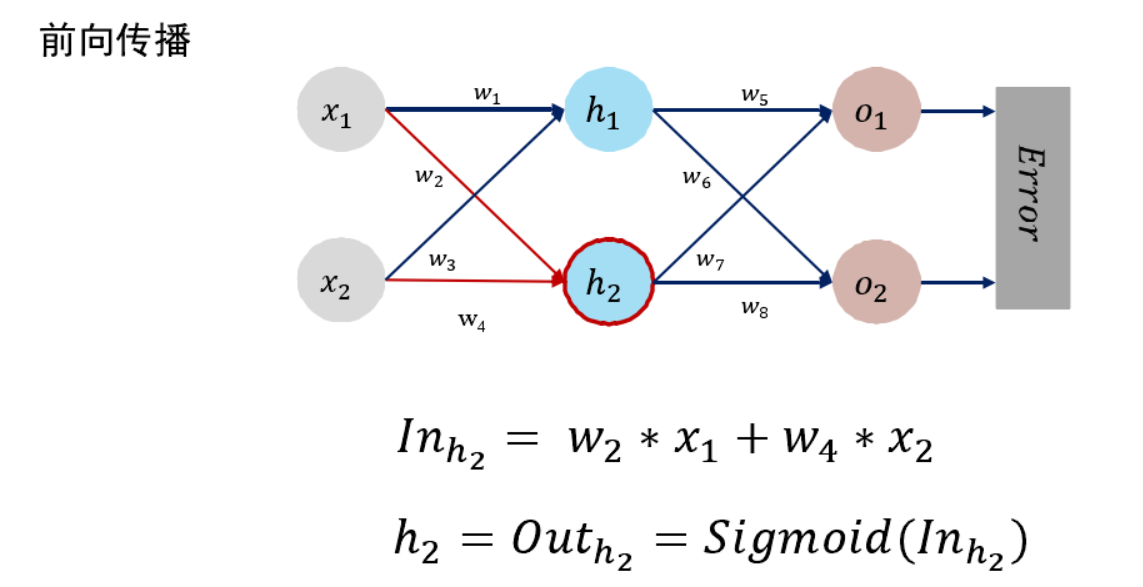 前向传播
w₁
w₅
x₁
h₁
o₁
w₂
w₆
Error
w₃
w₇
x₂
h₂
o₂
w₄
w₈
In_{h₂} = w₂ * x₁ + w₄ * x₂
h₂ = Out_{h₂} = Sigmoid(In_{h₂})